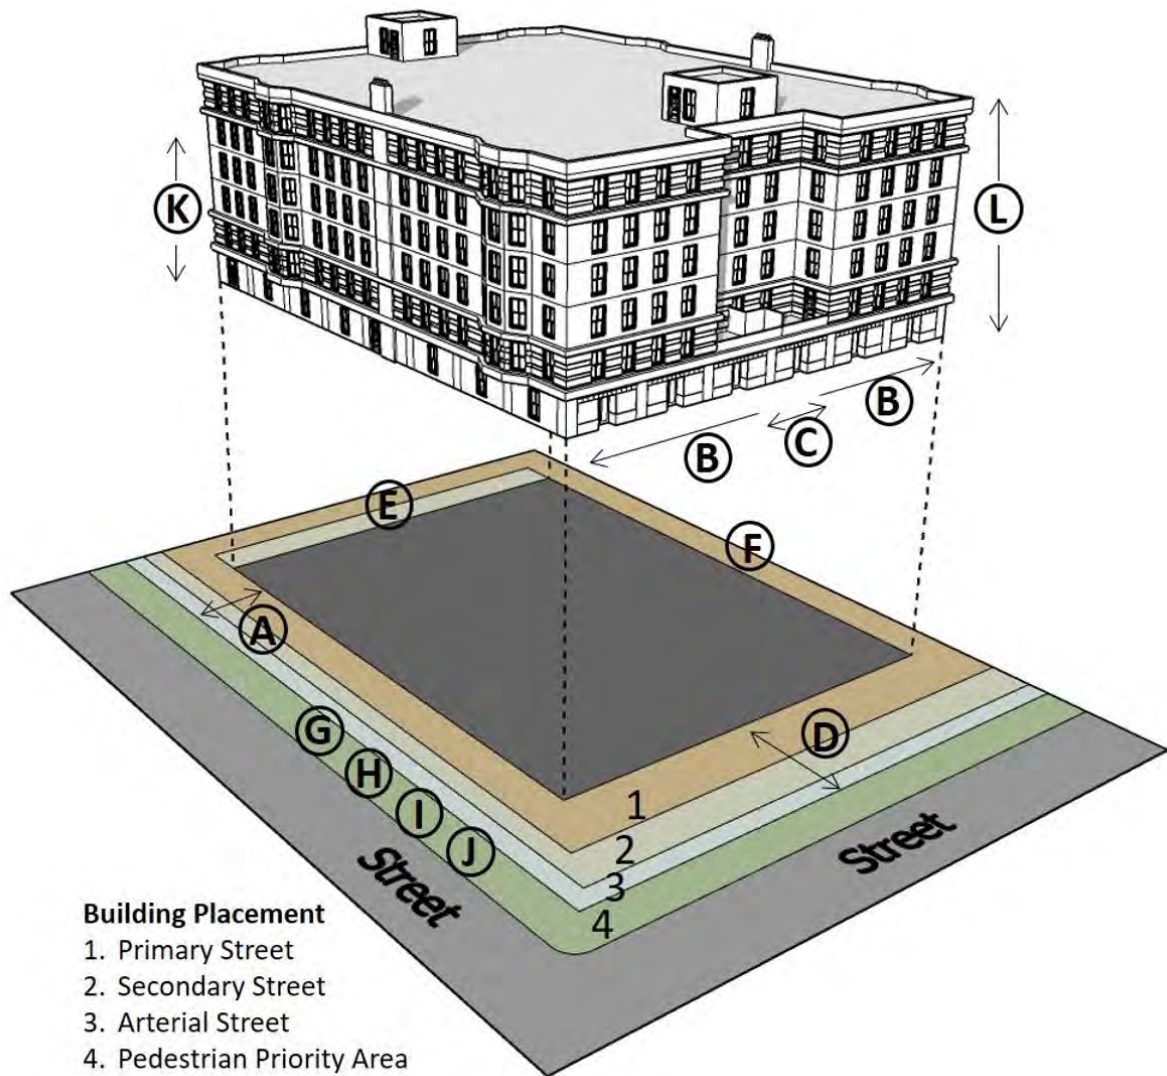 K
L
B
C
B
E
F
A
D
G
H
I
J
1
2
3
4
Street
Street
Building Placement
1. Primary Street
2. Secondary Street
3. Arterial Street
4. Pedestrian Priority Area